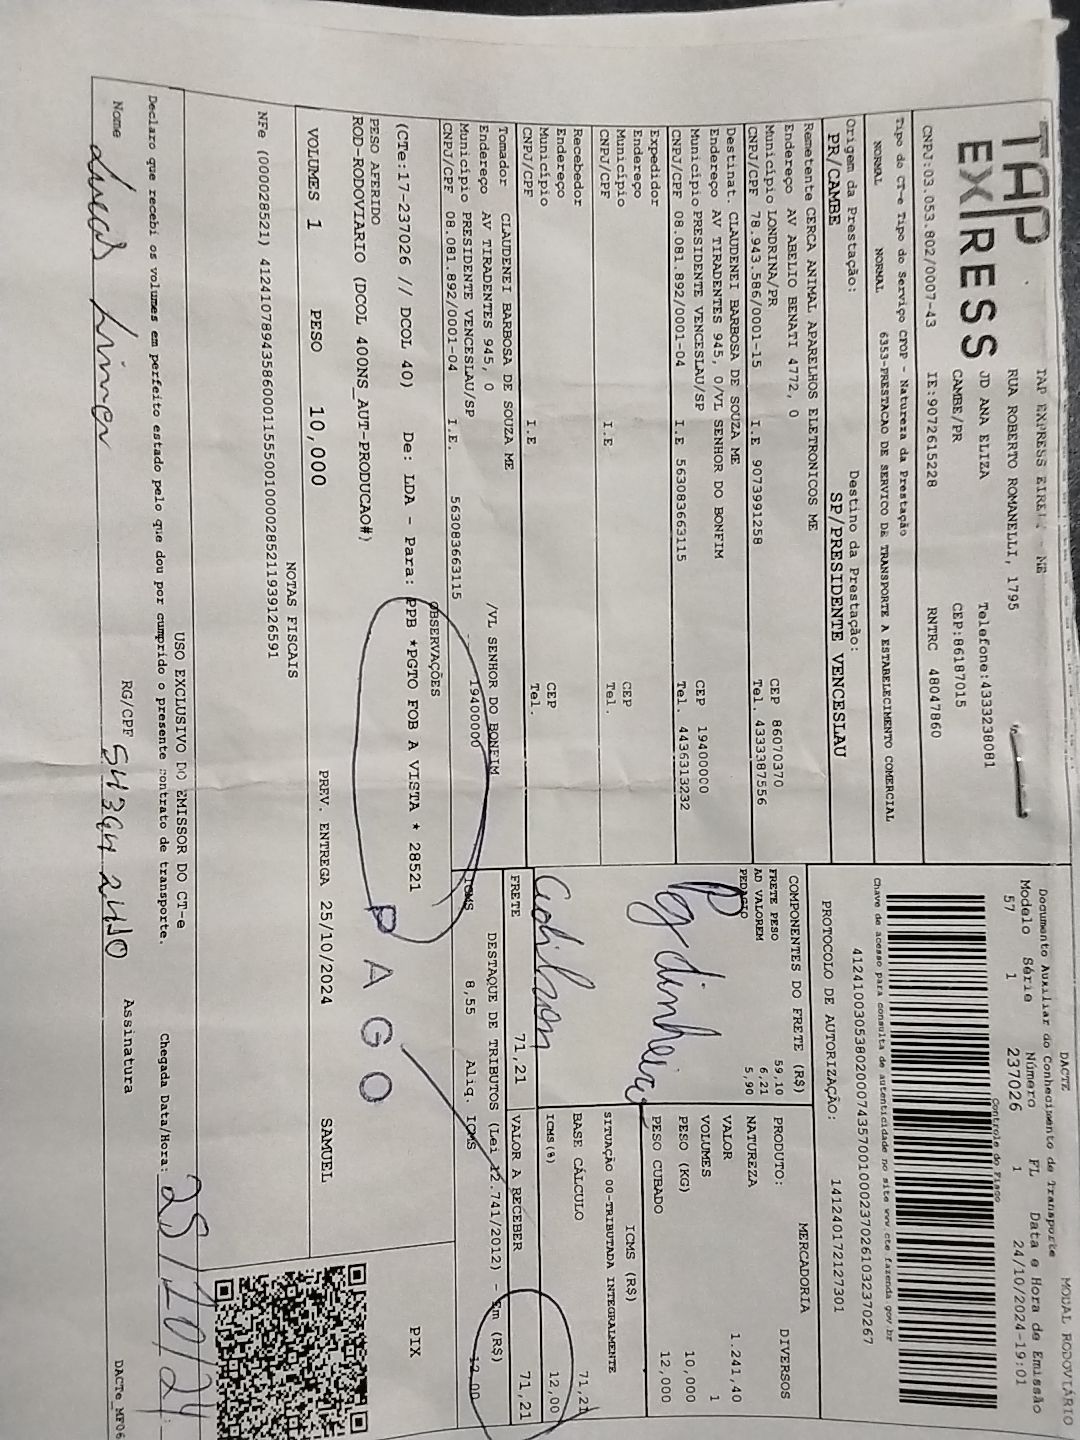 TAP
EXPRESS
TAP EXPRESS EIRELI - ME
RUA ROBERTO ROMANELLI, 1795
JD ANA ELIZA
CAMBE/PR
Telefone:4333238081
CEP:86187015
CNPJ:03.053.802/0007-43 IE:9072615228 RNTRC 48047860
Tipo do CT-e Tipo do Serviço CFOP - Natureza da Prestação
NORMAL NORMAL 6353-PRESTACAO DE SERVICO DE TRANSPORTE A ESTABELECIMENTO COMERCIAL
Origem da Prestação: Destino da Prestação:
PR/CAMBE SP/PRESIDENTE VENCESLAU
Remetente CERCA ANIMAL APARELHOS ELETRONICOS ME
Endereço AV ABELIO BENATI 4772, 0 CEP 86070370
Município LONDRINA/PR Tel. 43333387556
CNPJ/CPF 78.943.586/0001-15 I.E 9073991258
Destinat. CLAUDENEI BARBOSA DE SOUZA ME
Endereço AV TIRADENTES 945, 0/VL SENHOR DO BONFIM
Município PRESIDENTE VENCESLAU/SP CEP 19400000
CNPJ/CPF 08.081.892/0001-04 I.E 563083663115 Tel. 4436313232
Expedidor
Endereço
Município CEP
CNPJ/CPF I.E Tel.
Recebedor
Endereço
Município CEP
CNPJ/CPF I.E Tel.
Tomador CLAUDENEI BARBOSA DE SOUZA ME
Endereço AV TIRADENTES 945, 0 /VL SENHOR DO BONFIM
Município PRESIDENTE VENCESLAU/SP 19400000
CNPJ/CPF 08.081.892/0001-04 I.E. 563083663115
OBSERVAÇÕES
(CTe:17-237026 // DCOL 40) De: LDA - Para: PPB *PGTO FOB A VISTA * 28521
PESO AFERIDO
ROD-RODOVIARIO (DCOL 400NS_AUT-PRODUCAO#)
PAGO
VOLUMES 1 PESO 10,000 PREV. ENTREGA 25/10/2024 SAMUEL
NOTAS FISCAIS
NFe (000028521) 41241078943586000115550010000285211939126591
DACTE MODAL RODOVIÁRIO
Documento Auxiliar do Conhecimento de Transporte
Modelo Série Número FL Data e Hora de Emissão
57 1 237026 1 24/10/2024-19:01
Controle do Fisco
Chave de acesso para consulta de autenticidade no site www.cte.fazenda.gov.br
41241003053802000743570010002370261032370267
PROTOCOLO DE AUTORIZAÇÃO: 141240172127301
COMPONENTES DO FRETE (R$)
FRETE PESO 59,10
AD VALOREM 6,21
PEDAGIO 5,90
Pg dinheiro
MERCADORIA
PRODUTO: DIVERSOS
NATUREZA
VALOR 1.241,40
VOLUMES 1
PESO (KG) 10,000
PESO CUBADO 12,000
ICMS (R$)
SITUAÇÃO 00-TRIBUTADA INTEGRALMENTE
BASE CÁLCULO 71,21
ICMS(%) 12,00
FRETE 71,21 VALOR A RECEBER 71,21
DESTAQUE DE TRIBUTOS (Lei 12.741/2012) - Em (R$)
ICMS 8,55 Aliq. ICMS 12,00
PIX
USO EXCLUSIVO DO EMISSOR DO CT-e
Declaro que recebi os volumes em perfeito estado pelo que dou por cumprido o presente contrato de transporte. Chegada Data/Hora: 25/10/24 :
Nome RG/CPF Assinatura DACTe_MF06